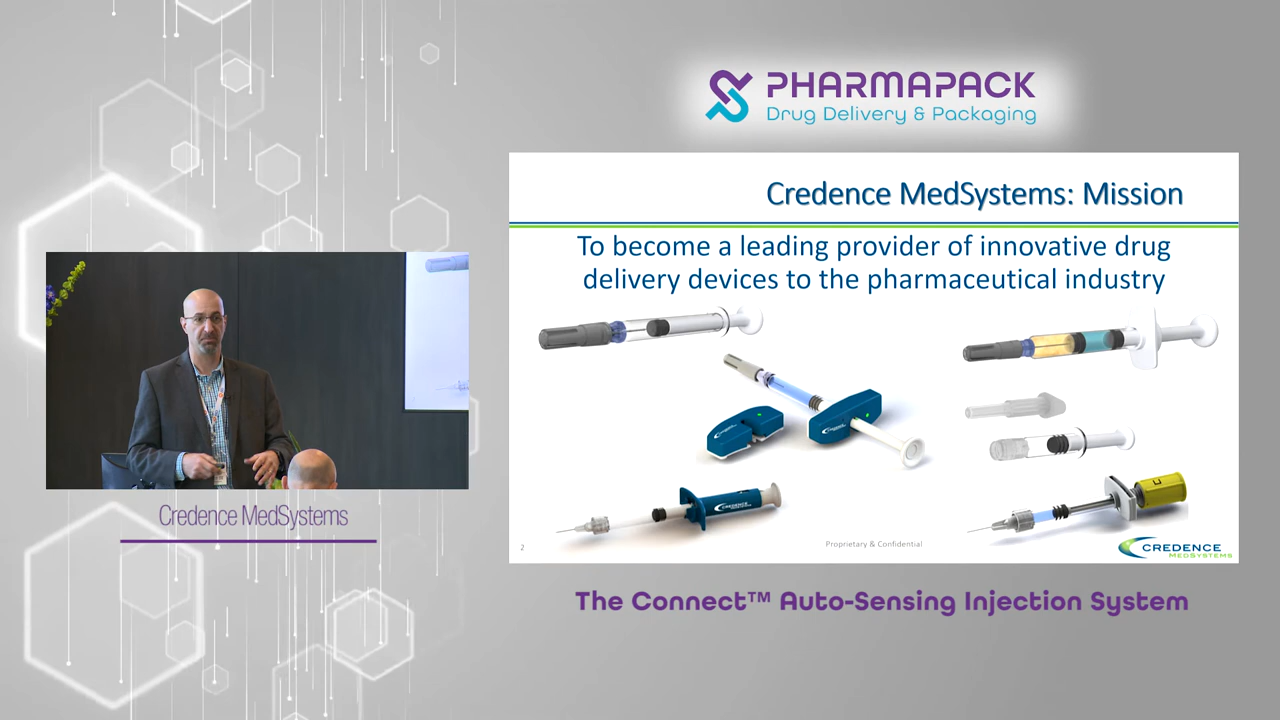 PHARMAPACK
Drug Delivery & Packaging
Credence MedSystems: Mission
To become a leading provider of innovative drug
delivery devices to the pharmaceutical industry
2
Proprietary & Confidential
CREDENCE
MEDSYSTEMS
CREDENCE
Credence MedSystems
The Connect™ Auto-Sensing Injection System